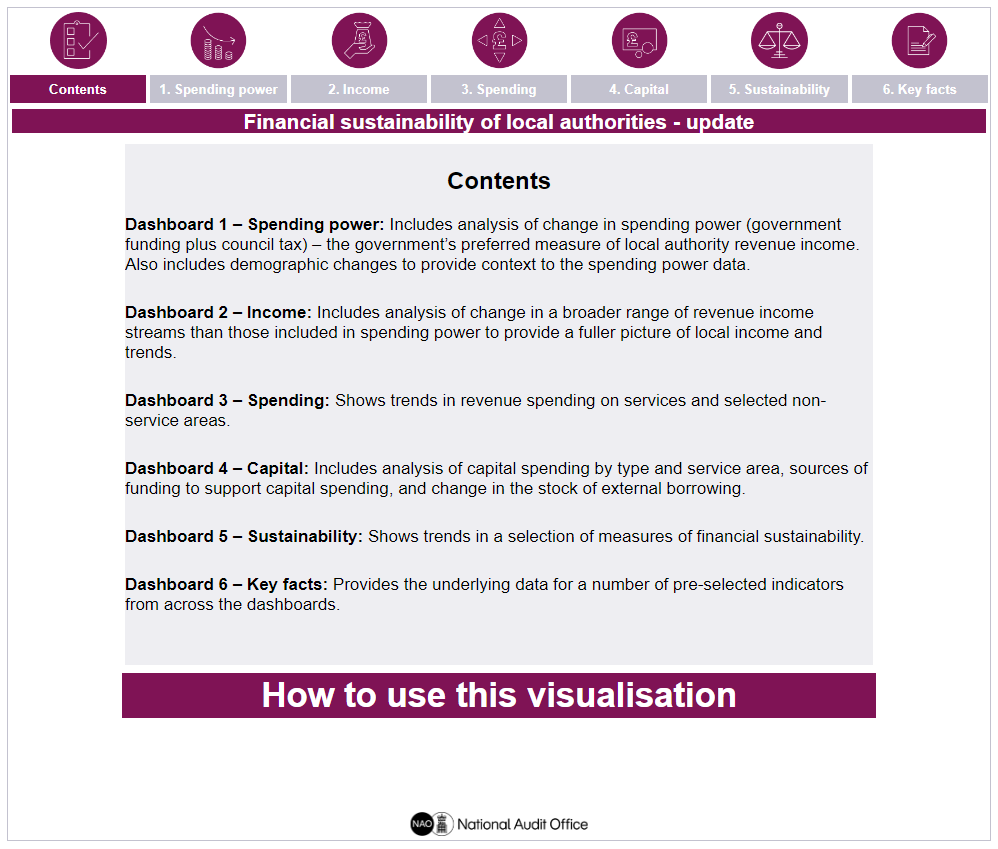 Contents
1. Spending power
2. Income
3. Spending
4. Capital
5. Sustainability
6. Key facts
Financial sustainability of local authorities - update
Contents
Dashboard 1 – Spending power: Includes analysis of change in spending power (government
funding plus council tax) – the government’s preferred measure of local authority revenue income.
Also includes demographic changes to provide context to the spending power data.
Dashboard 2 – Income: Includes analysis of change in a broader range of revenue income
streams than those included in spending power to provide a fuller picture of local income and
trends.
Dashboard 3 – Spending: Shows trends in revenue spending on services and selected non-
service areas.
Dashboard 4 – Capital: Includes analysis of capital spending by type and service area, sources of
funding to support capital spending, and change in the stock of external borrowing.
Dashboard 5 – Sustainability: Shows trends in a selection of measures of financial sustainability.
Dashboard 6 – Key facts: Provides the underlying data for a number of pre-selected indicators
from across the dashboards.
How to use this visualisation
NAO National Audit Office